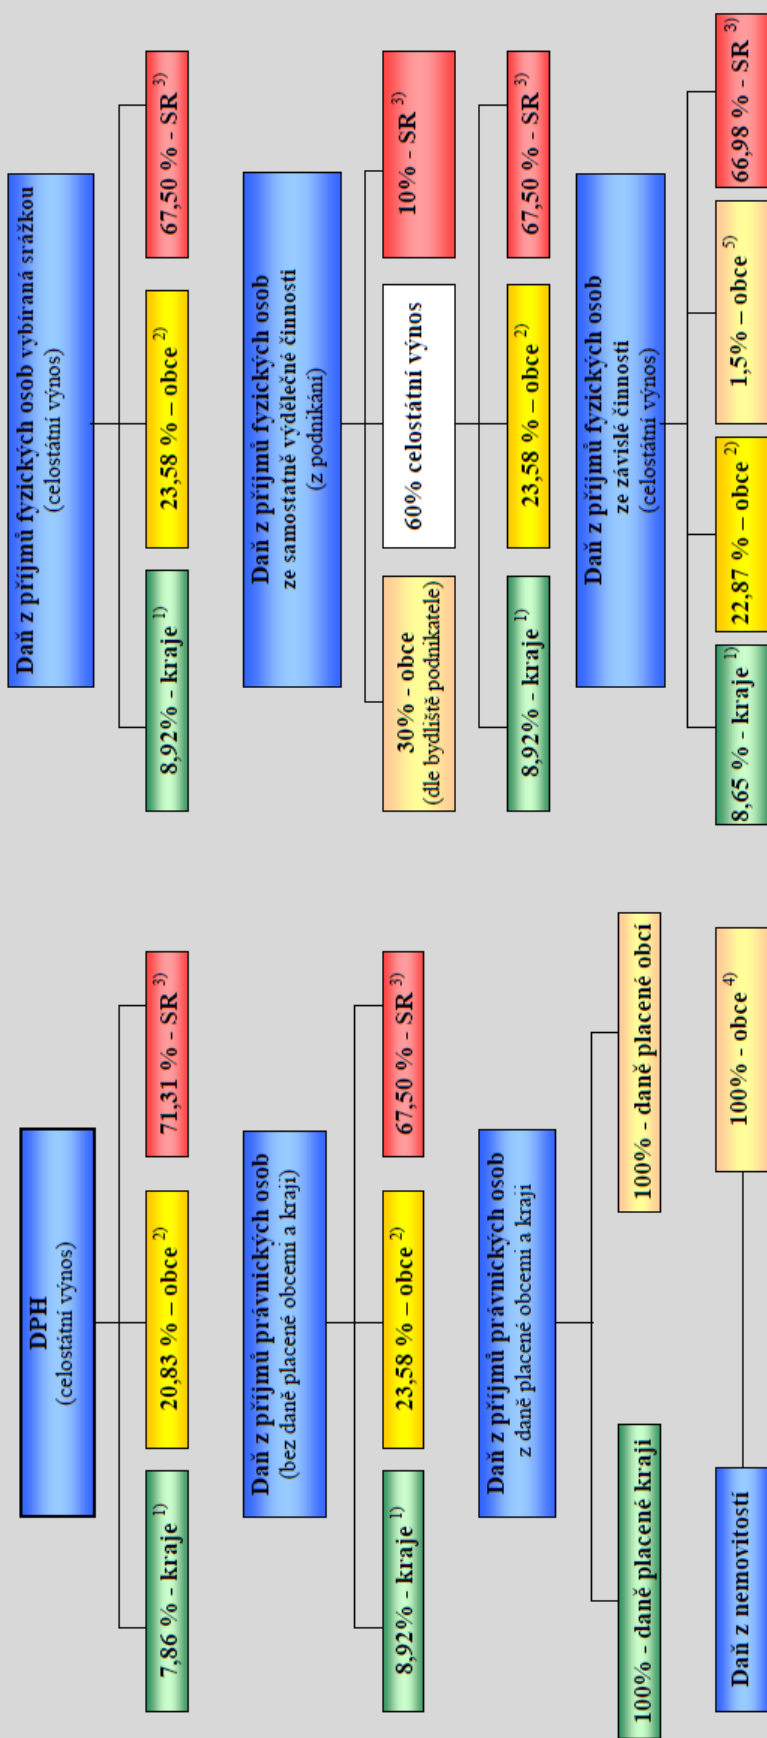 DPH
(celostátní výnos)
7,86 % - kraje 1)
20,83 % – obce 2)
71,31 % - SR 3)
Daň z příjmů právnických osob
(bez daně placené obcemi a kraji)
8,92% - kraje 1)
23,58 % – obce 2)
67,50 % - SR 3)
Daň z příjmů právnických osob
z daně placené obcemi a kraji
100% - daně placené kraji
100% - daně placené obcí
Daň z nemovitostí
100% - obce 4)
Daň z příjmů fyzických osob vybíraná srážkou
(celostátní výnos)
8,92% - kraje 1)
23,58 % – obce 2)
67,50 % - SR 3)
Daň z příjmů fyzických osob
ze samostatně výdělečné činnosti
(z podnikání)
30% - obce
(dle bydliště podnikatele)
60% celostátní výnos
10% - SR 3)
8,92% - kraje 1)
23,58 % – obce 2)
67,50 % - SR 3)
Daň z příjmů fyzických osob
ze závislé činnosti
(celostátní výnos)
8,65 % - kraje 1)
22,87 % – obce 2)
1,5% – obce 5)
66,98 % - SR 3)